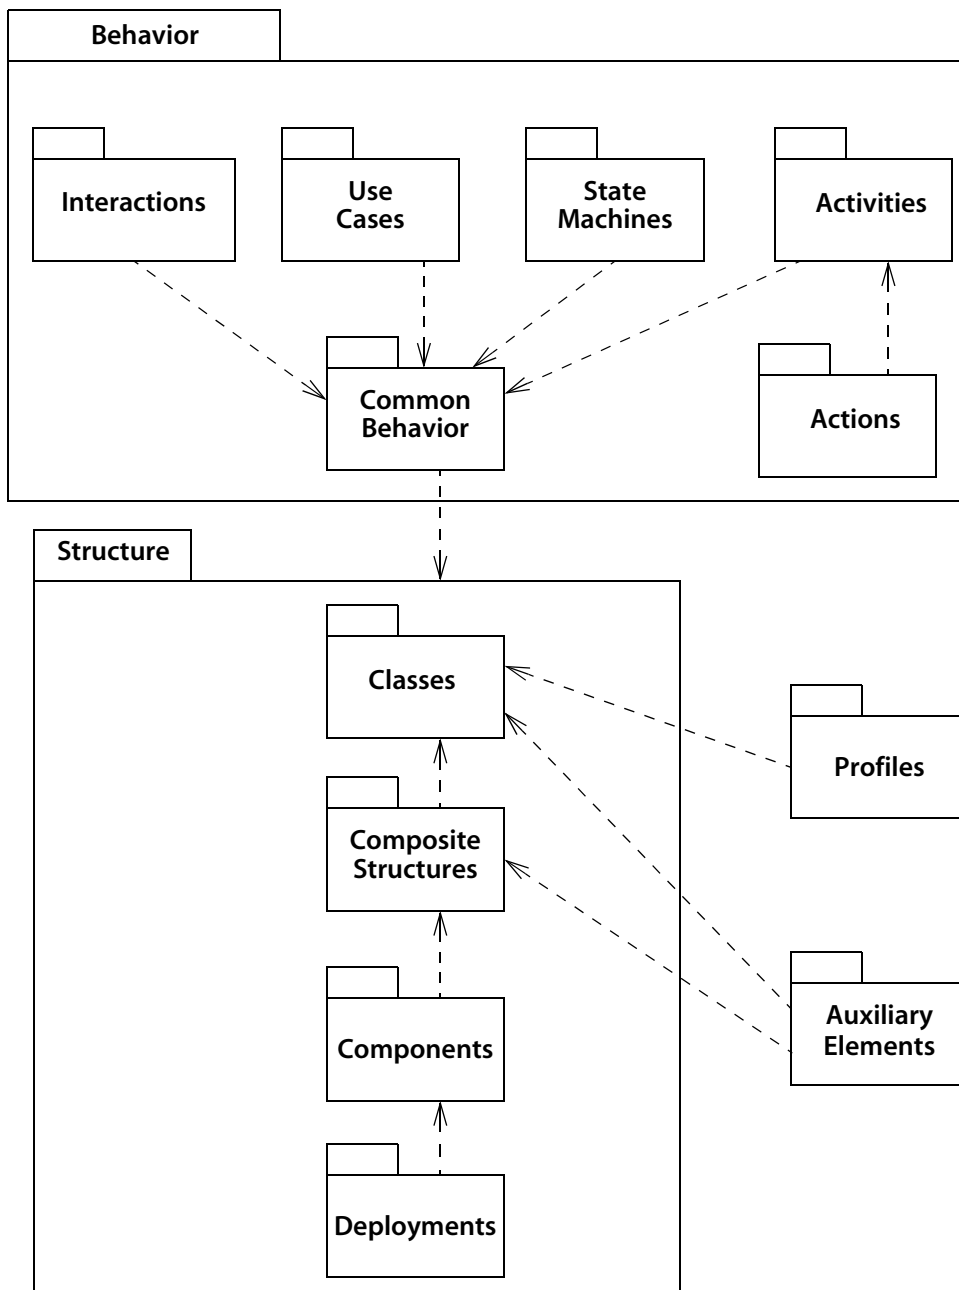 Behavior
Interactions
Use
Cases
State
Machines
Activities
Common
Behavior
Actions
Structure
Classes
Profiles
Composite
Structures
Auxiliary
Elements
Components
Deployments